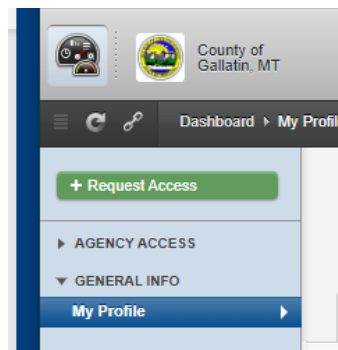 County of
Gallatin, MT
Dashboard My Profil
+ Request Access
AGENCY ACCESS
GENERAL INFO
My Profile